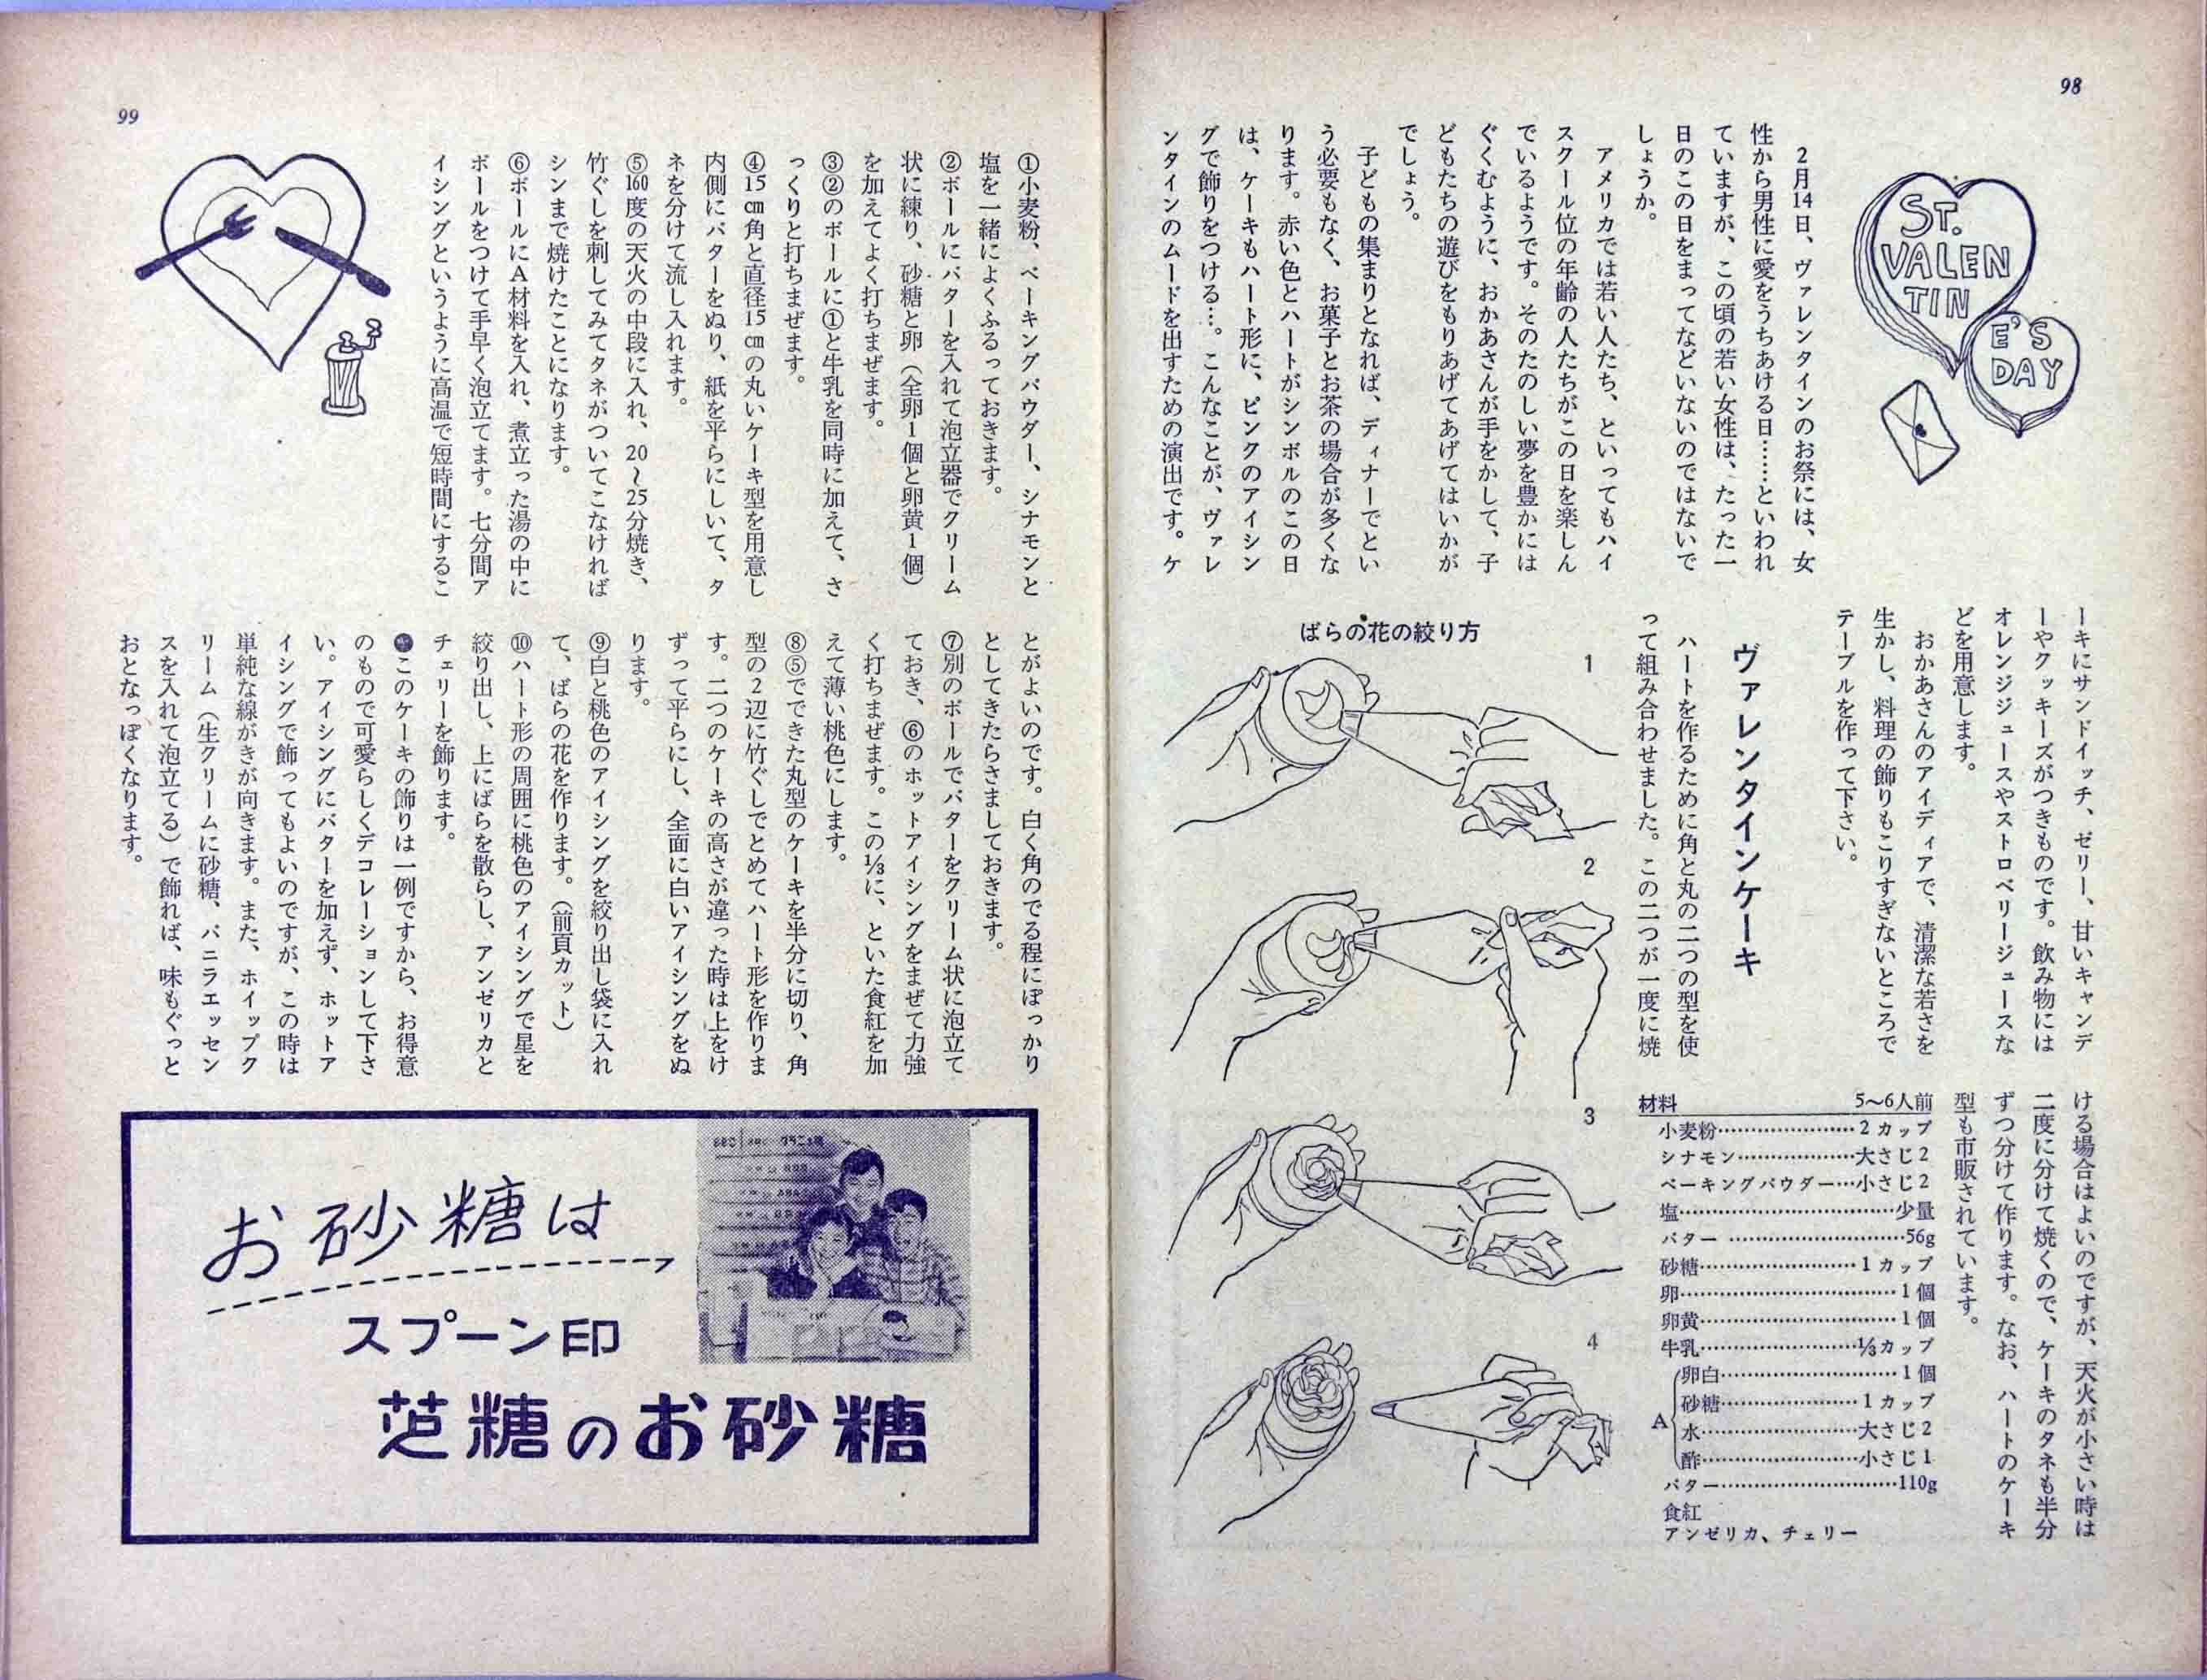 98
ST.
VALEN
TIN
E'S
DAY
2月14日、ヴァレンタインのお祭には、女
性から男性に愛をうちあける日……といわれ
ていますが、この頃の若い女性は、たった一
日のこの日をまってなどいないのではないで
しょうか。
アメリカでは若い人たち、といってもハイ
スクール位の年齢の人たちがこの日を楽しん
でいるようです。そのたのしい夢を豊かには
ぐくむように、おかあさんが手をかして、子
どもたちの遊びをもりあげてあげてはいかが
でしょう。
子どもの集まりとなれば、ディナーでとい
う必要もなく、お菓子とお茶の場合が多くな
ります。赤い色とハートがシンボルのこの日
は、ケーキもハート形に、ピンクのアイシン
グで飾りをつける…。こんなことが、ヴァレ
ンタインのムードを出すための演出です。ケ
ーキにサンドイッチ、ゼリー、甘いキャンデ
ーやクッキーズがつきものです。飲み物には
オレンジジュースやストロベリージュースな
どを用意します。
おかあさんのアイディアで、清潔な若さを
生かし、料理の飾りもこりすぎないところで
テーブルを作って下さい。
ヴァレンタインケーキ
ハートを作るために角と丸の二つの型を使
って組み合わせました。この二つが一度に焼
ける場合はよいのですが、天火が小さい時は
二度に分けて焼くので、ケーキのタネも半分
ずつ分けて作ります。なお、ハートのケーキ
型も市販されています。
ばらの花の絞り方
1
2
3
4
材料 5〜6人前
小麦粉……………………2カップ
シナモン…………………大さじ2
ベーキングパウダー…小さじ2
塩…………………………少量
バター……………………56g
砂糖………………………1カップ
卵…………………………1個
卵黄………………………1個
牛乳………………………⅓カップ
A
卵白………………………1個
砂糖………………………1カップ
水…………………………大さじ2
酢…………………………小さじ1
バター……………………110g
食紅
アンゼリカ、チェリー
99
①小麦粉、ベーキングパウダー、シナモンと
塩を一緒によくふるっておきます。
②ボールにバターを入れて泡立器でクリーム
状に練り、砂糖と卵（全卵1個と卵黄1個）
を加えてよく打ちまぜます。
③②のボールに①と牛乳を同時に加えて、さ
っくりと打ちまぜます。
④15㎝角と直径15㎝の丸いケーキ型を用意し
内側にバターをぬり、紙を平らにしいて、タ
ネを分けて流し入れます。
⑤160度の天火の中段に入れ、20〜25分焼き、
竹ぐしを刺してみてタネがついてこなければ
シンまで焼けたことになります。
⑥ボールにA材料を入れ、煮立った湯の中に
ボールをつけて手早く泡立てます。七分間ア
イシングというように高温で短時間にするこ
とがよいのです。白く角のでる程にぽっかり
としてきたらさましておきます。
⑦別のボールでバターをクリーム状に泡立て
ておき、⑥のホットアイシングをまぜて力強
く打ちまぜます。この⅓に、といた食紅を加
えて薄い桃色にします。
⑧⑤でできた丸型のケーキを半分に切り、角
型の2辺に竹ぐしでとめてハート形を作りま
す。二つのケーキの高さが違った時は上をけ
ずって平らにし、全面に白いアイシングをぬ
ります。
⑨白と桃色のアイシングを絞り出し袋に入れ
て、ばらの花を作ります。（前頁カット）
⑩ハート形の周囲に桃色のアイシングで星を
絞り出し、上にばらを散らし、アンゼリカと
チェリーを飾ります。
●このケーキの飾りは一例ですから、お得意
のもので可愛らしくデコレーションして下さ
い。アイシングにバターを加えず、ホットア
イシングで飾ってもよいのですが、この時は
単純な線がきが向きます。また、ホイップク
リーム（生クリームに砂糖、バニラエッセン
スを入れて泡立てる）で飾れば、味もぐっと
おとなっぽくなります。
お砂糖は
スプーン印
芝糖のお砂糖